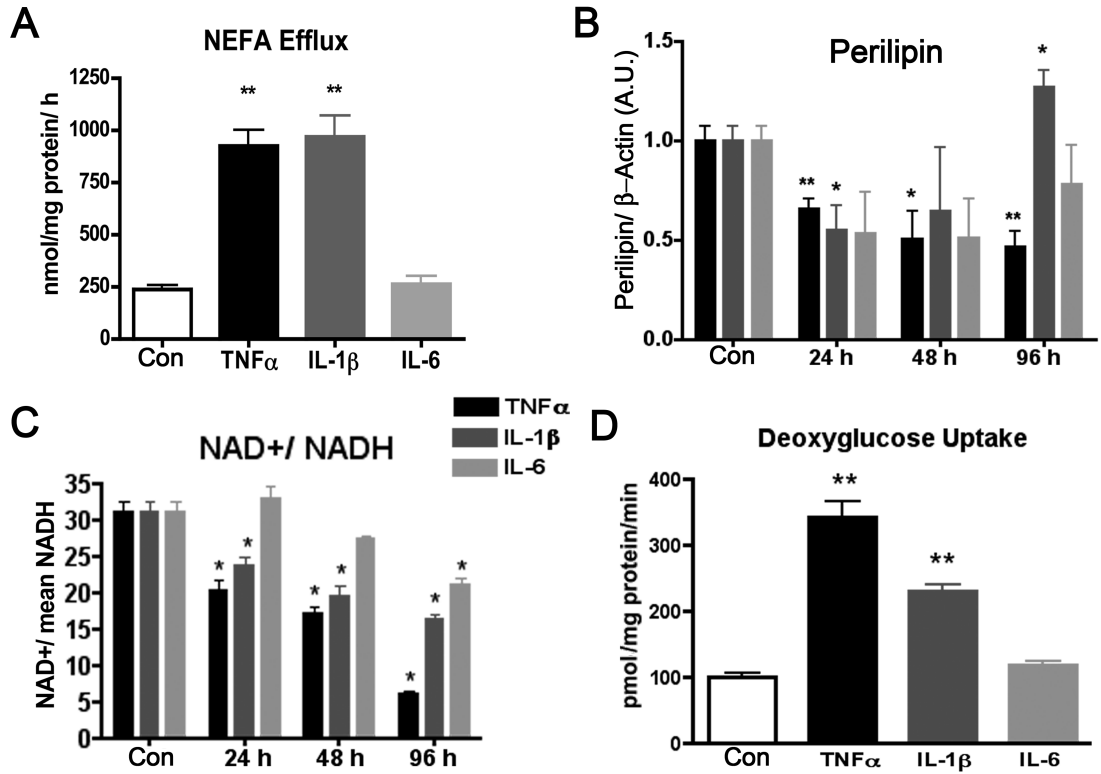 A
NEFA Efflux
nmol/mg protein/ h
1250
1000
750
500
250
0
** **
Con TNFα IL-1β IL-6
B
Perilipin
Perilipin/ β–Actin (A.U.)
1.5
1.0
0.5
0.0
** * * ** *
Con 24 h 48 h 96 h
C
NAD+/ NADH
TNFα
IL-1β
IL-6
NAD+/ mean NADH
35
30
25
20
15
10
5
0
* * * * * * *
Con 24 h 48 h 96 h
D
Deoxyglucose Uptake
pmol/mg protein/min
400
300
200
100
0
** **
Con TNFα IL-1β IL-6